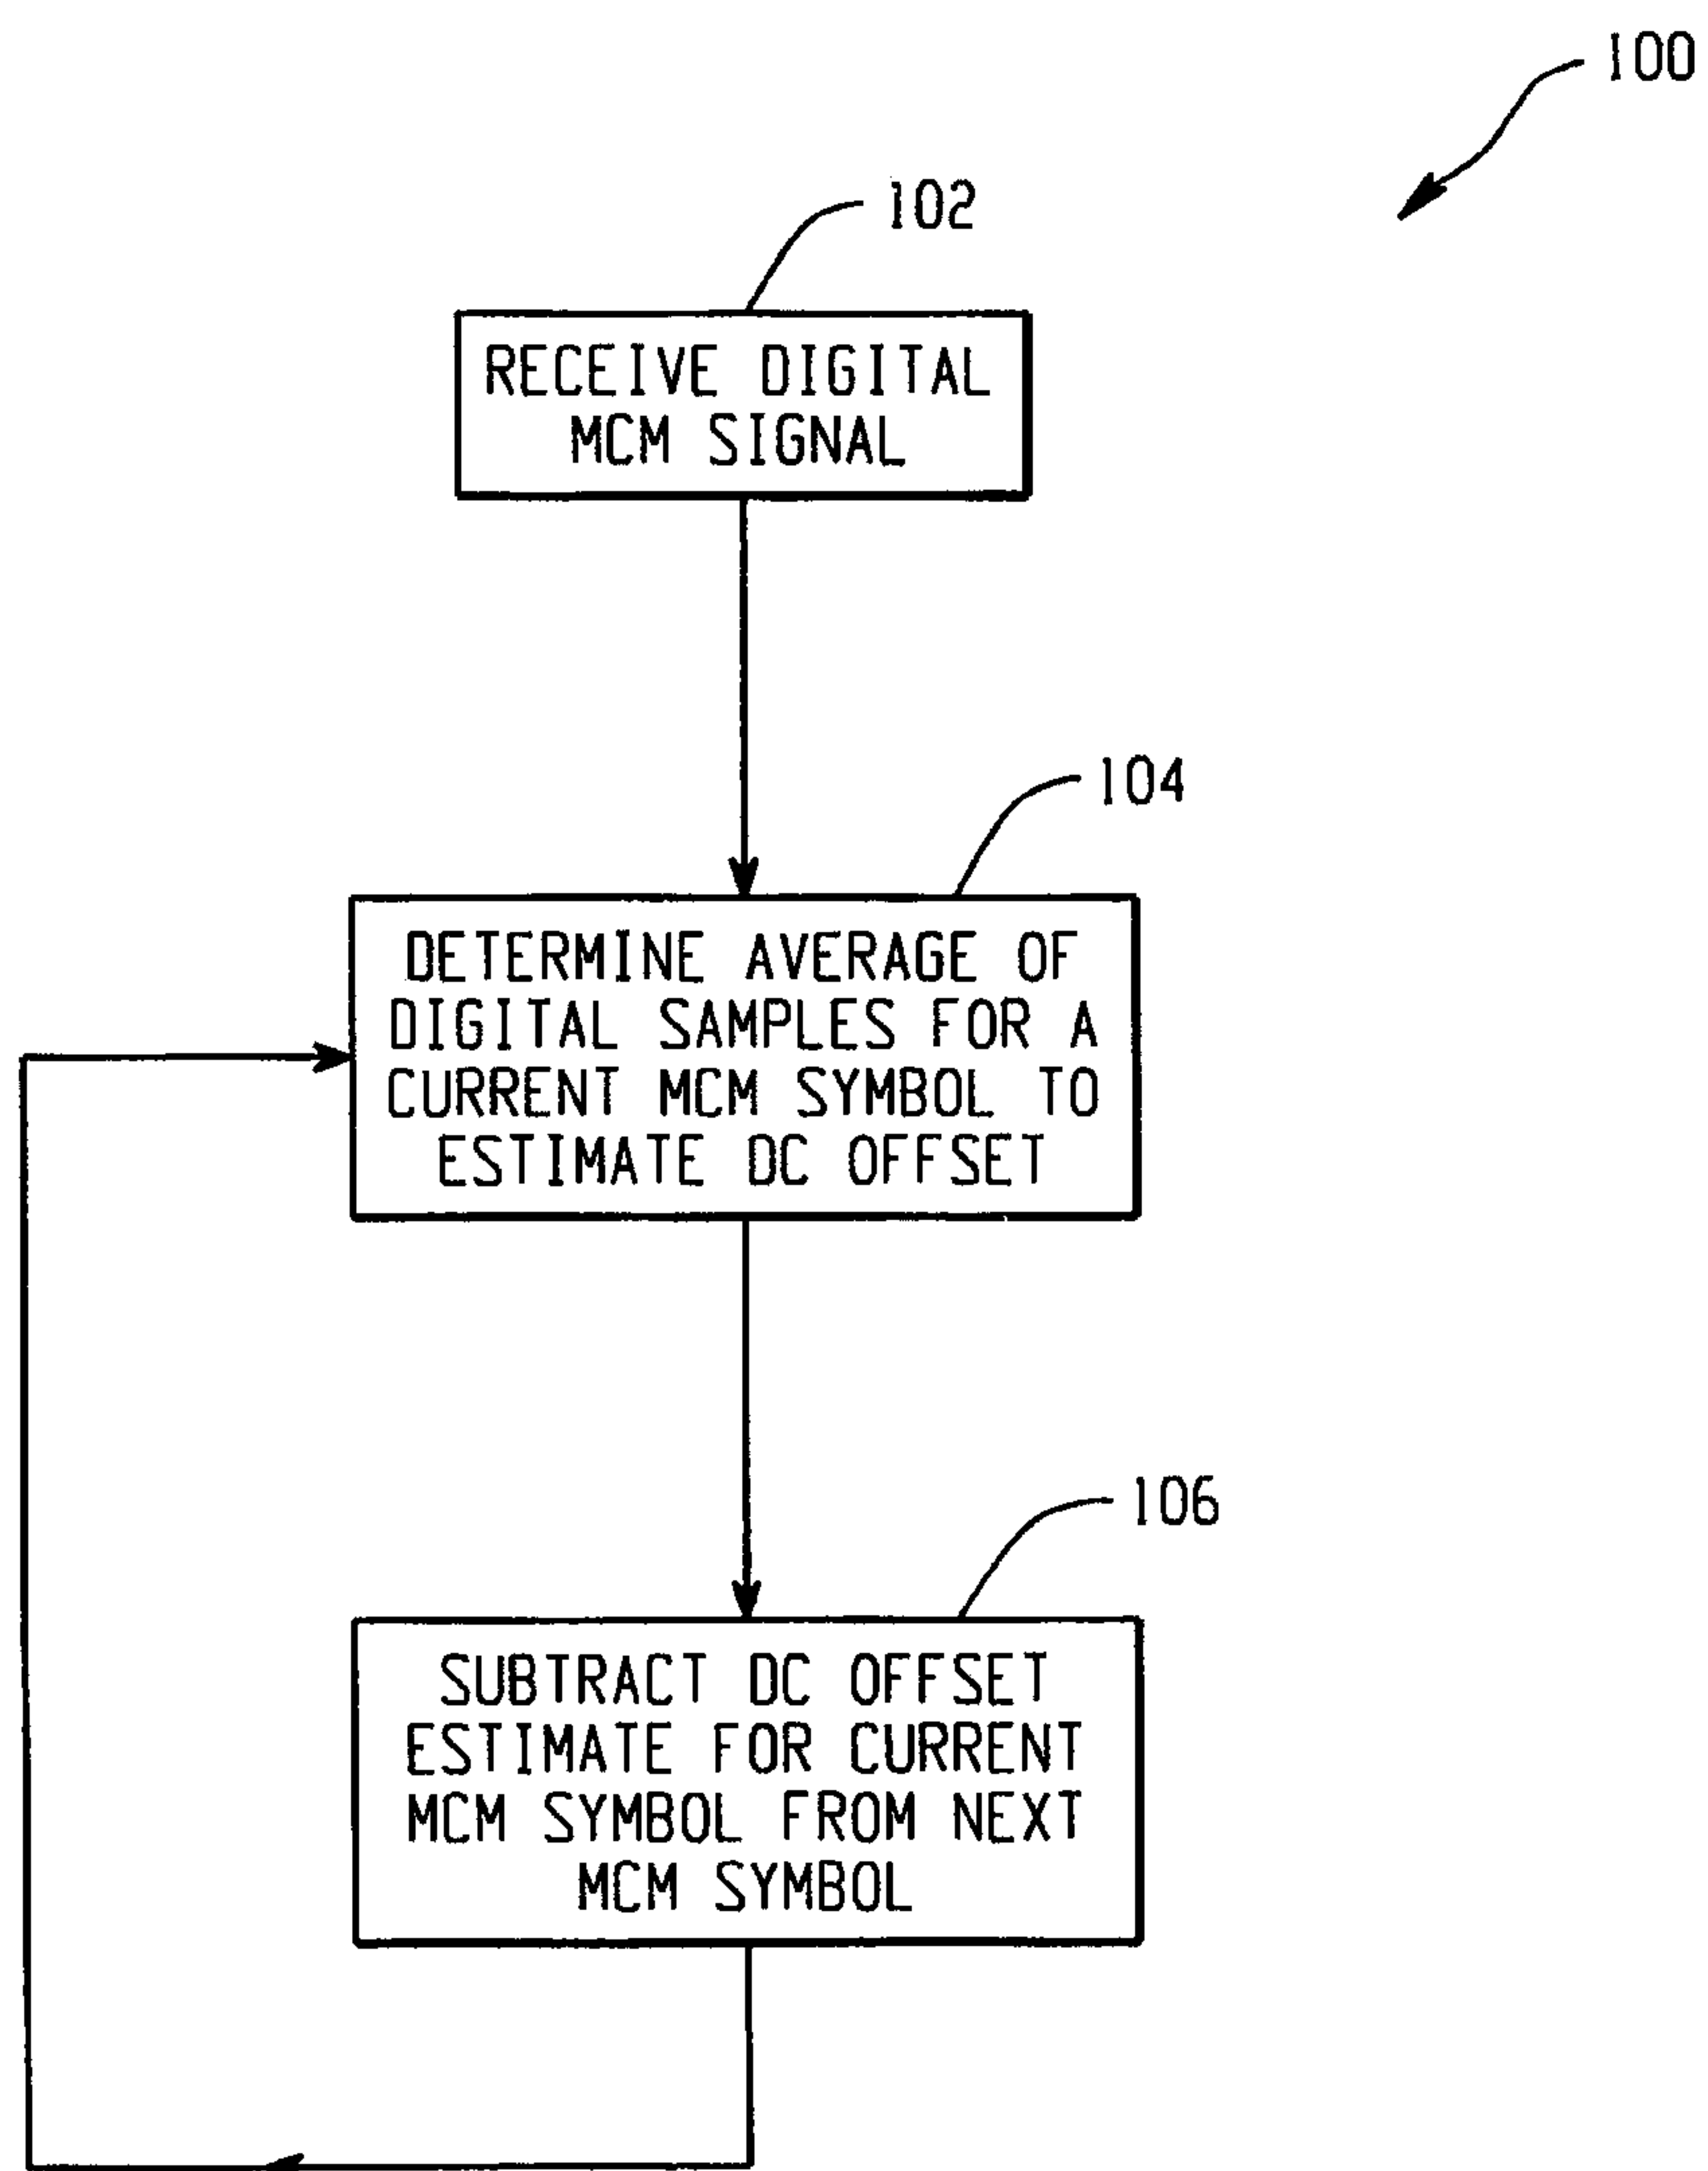 100
102
RECEIVE DIGITAL
MCM SIGNAL
104
DETERMINE AVERAGE OF
DIGITAL SAMPLES FOR A
CURRENT MCM SYMBOL TO
ESTIMATE DC OFFSET
106
SUBTRACT DC OFFSET
ESTIMATE FOR CURRENT
MCM SYMBOL FROM NEXT
MCM SYMBOL